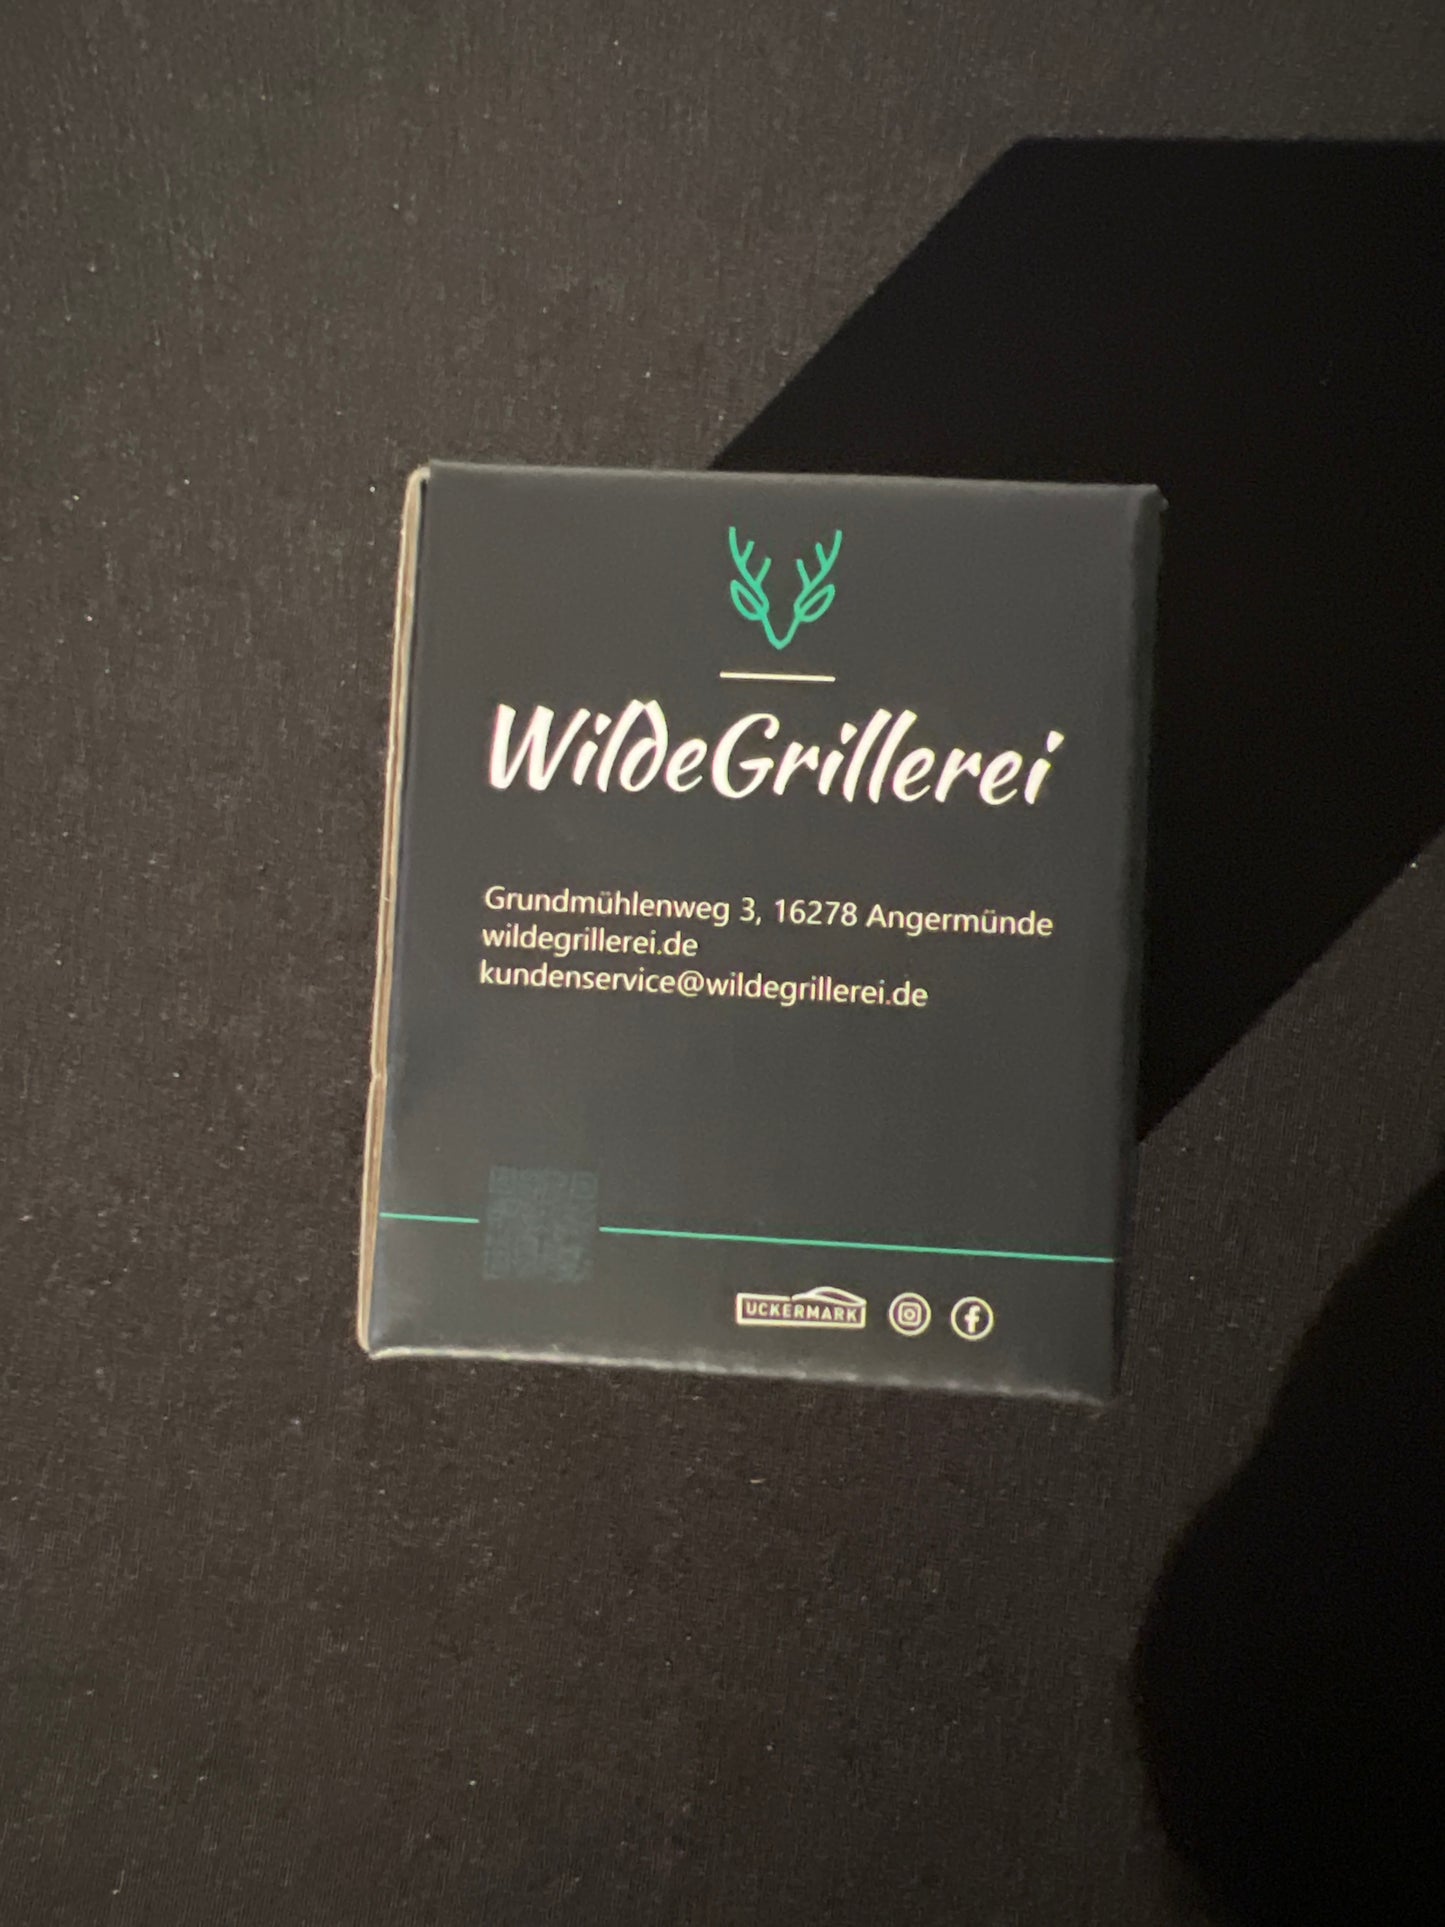 WildeGrillerei
Grundmühlenweg 3, 16278 Angermünde
wildegrillerei.de
kundenservice@wildegrillerei.de
UCKERMARK